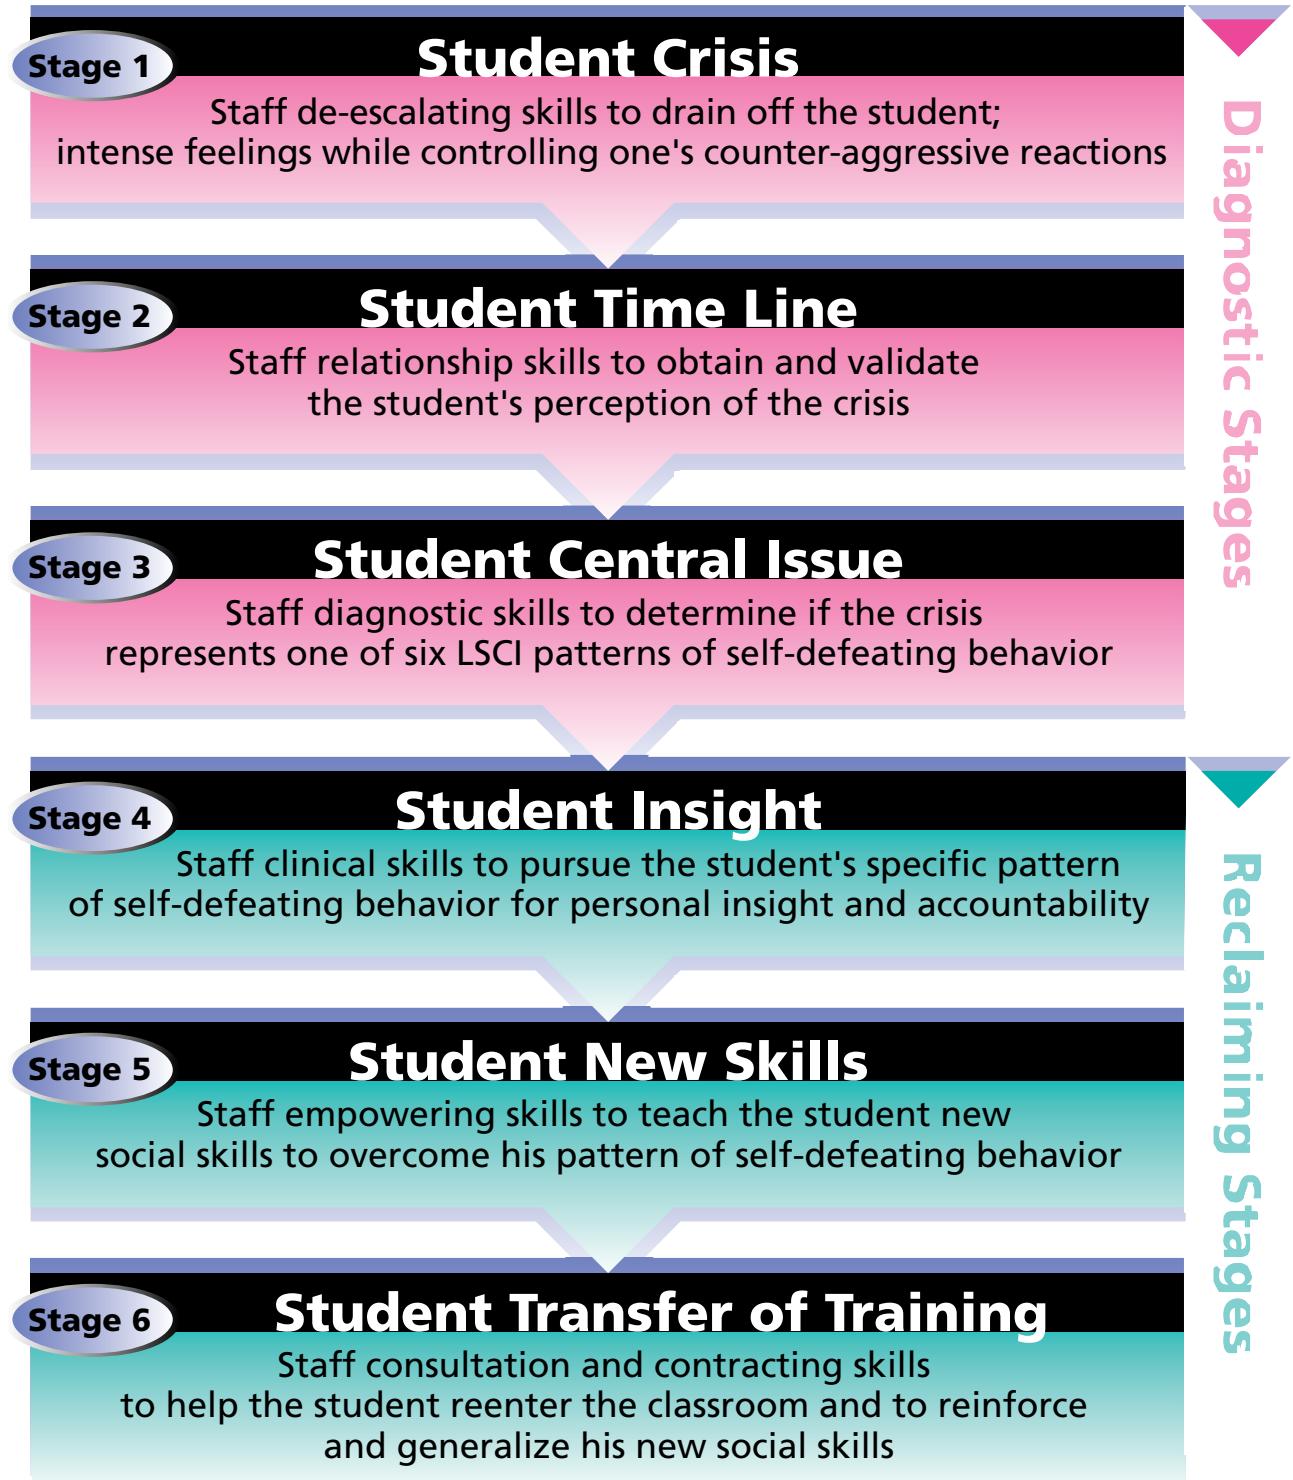 Stage 1
Student Crisis
Staff de-escalating skills to drain off the student;
intense feelings while controlling one's counter-aggressive reactions
Stage 2
Student Time Line
Staff relationship skills to obtain and validate
the student's perception of the crisis
Stage 3
Student Central Issue
Staff diagnostic skills to determine if the crisis
represents one of six LSCI patterns of self-defeating behavior
Diagnostic Stages
Stage 4
Student Insight
Staff clinical skills to pursue the student's specific pattern
of self-defeating behavior for personal insight and accountability
Stage 5
Student New Skills
Staff empowering skills to teach the student new
social skills to overcome his pattern of self-defeating behavior
Stage 6
Student Transfer of Training
Staff consultation and contracting skills
to help the student reenter the classroom and to reinforce
and generalize his new social skills
Reclaiming Stages